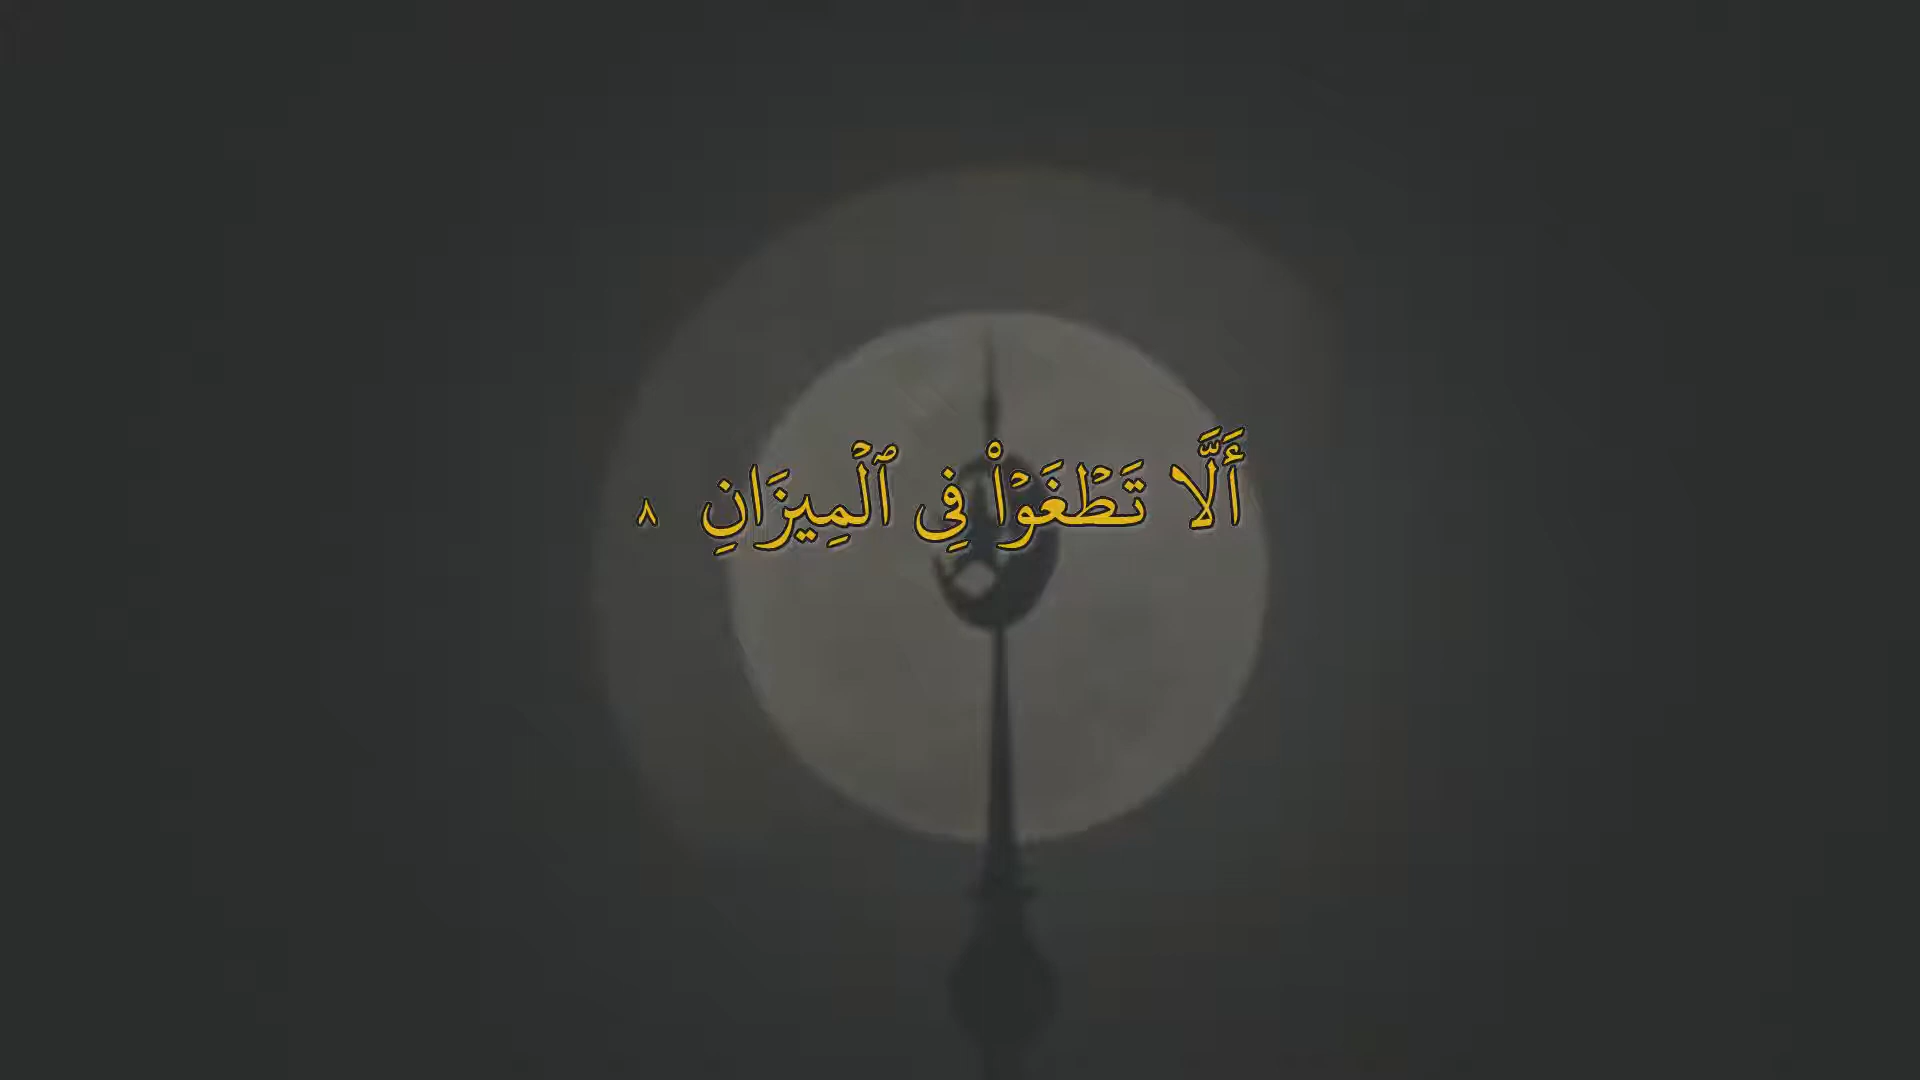 أَلَّا تَطۡغَوۡاْ فِي ٱلۡمِيزَانِ ٨